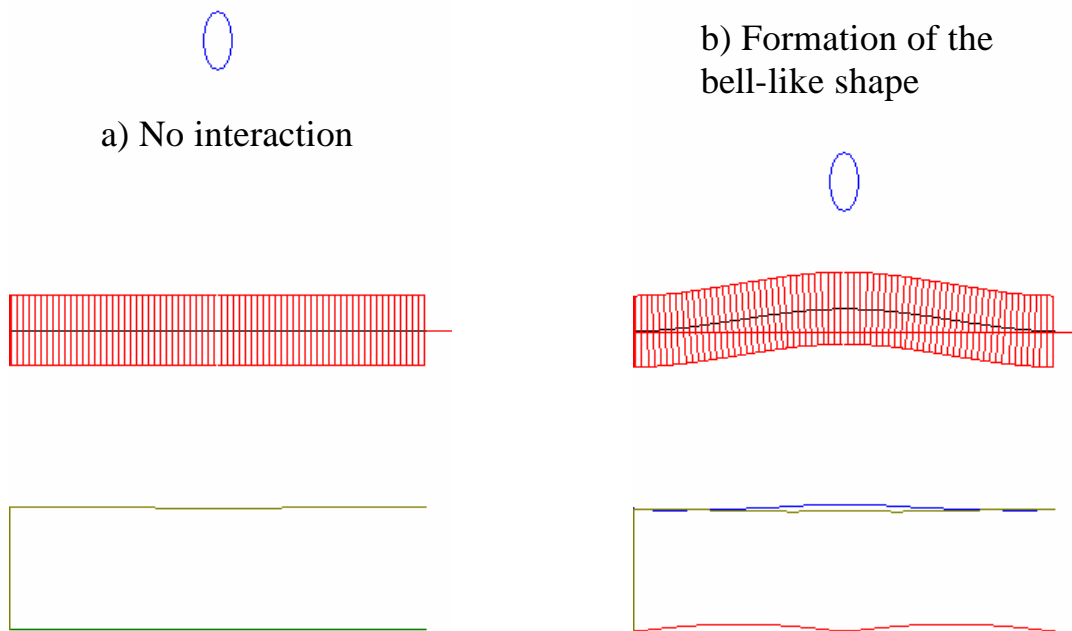 a) No interaction
b) Formation of the
bell-like shape